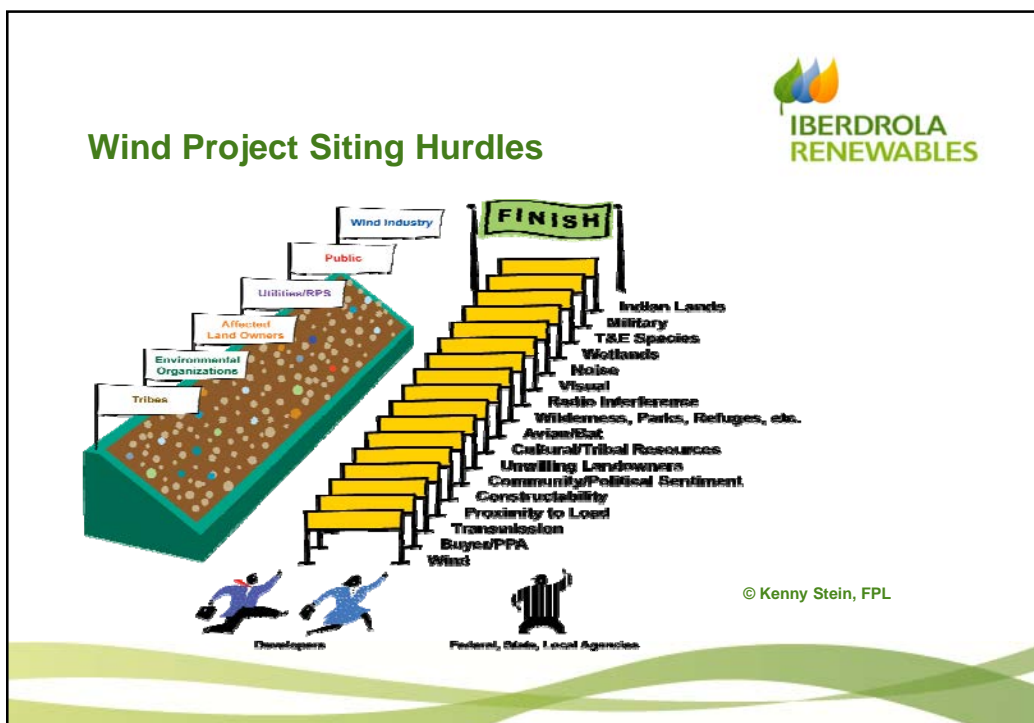 Wind Project Siting Hurdles
IBERDROLA
RENEWABLES
Wind Industry
Public
Utilities/RPS
Affected
Land Owners
Environmental
Organizations
Tribes
FINISH
Indian Lands
Military
T&E Species
Wetlands
Noise
Visual
Radio Interference
Wilderness, Parks, Refuges, etc.
Avian/Bat
Cultural/Tribal Resources
Unwilling Landowners
Community/Political Sentiment
Constructability
Proximity to Load
Transmission
Buyer/PPA
Wind
© Kenny Stein, FPL
Developers
Federal, State, Local Agencies